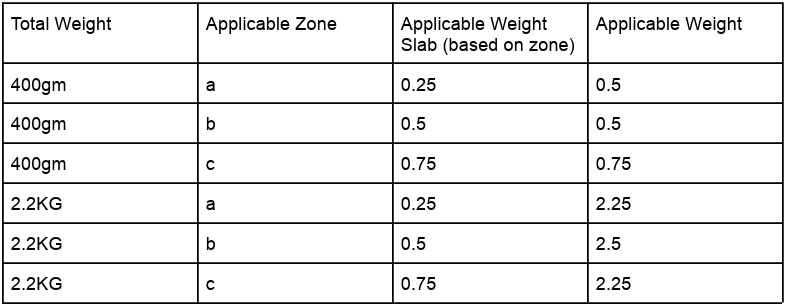 Total Weight Applicable Zone Applicable Weight Slab (based on zone) Applicable Weight
400gm a 0.25 0.5
400gm b 0.5 0.5
400gm c 0.75 0.75
2.2KG a 0.25 2.25
2.2KG b 0.5 2.5
2.2KG c 0.75 2.25